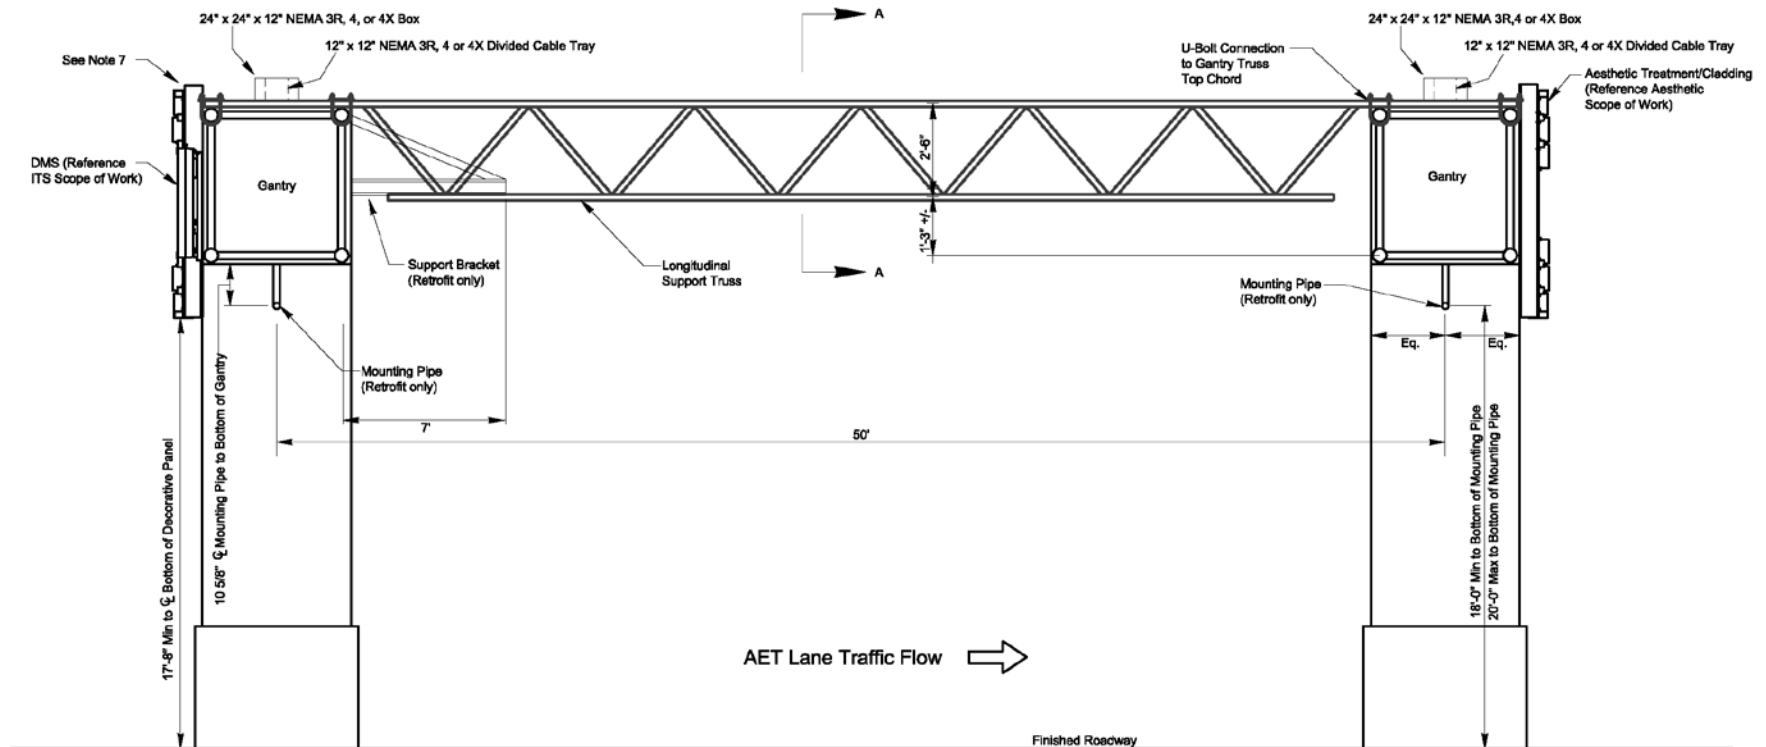 24" x 24" x 12" NEMA 3R, 4, or 4X Box
12" x 12" NEMA 3R, 4 or 4X Divided Cable Tray
See Note 7
DMS (Reference
ITS Scope of Work)
Gantry
A
U-Bolt Connection
to Gantry Truss
Top Chord
24" x 24" x 12" NEMA 3R,4 or 4X Box
12" x 12" NEMA 3R, 4 or 4X Divided Cable Tray
Aesthetic Treatment/Cladding
(Reference Aesthetic
Scope of Work)
Gantry
2'-6"
1'-3" +/-
Support Bracket
(Retrofit only)
Longitudinal
Support Truss
A
Mounting Pipe
(Retrofit only)
Eq.
Eq.
Mounting Pipe
(Retrofit only)
7'
50'
17'-8" Min to ℄ Bottom of Decorative Panel
10 5/8" ℄ Mounting Pipe to Bottom of Gantry
18'-0" Min to Bottom of Mounting Pipe
20'-0" Max to Bottom of Mounting Pipe
AET Lane Traffic Flow
Finished Roadway